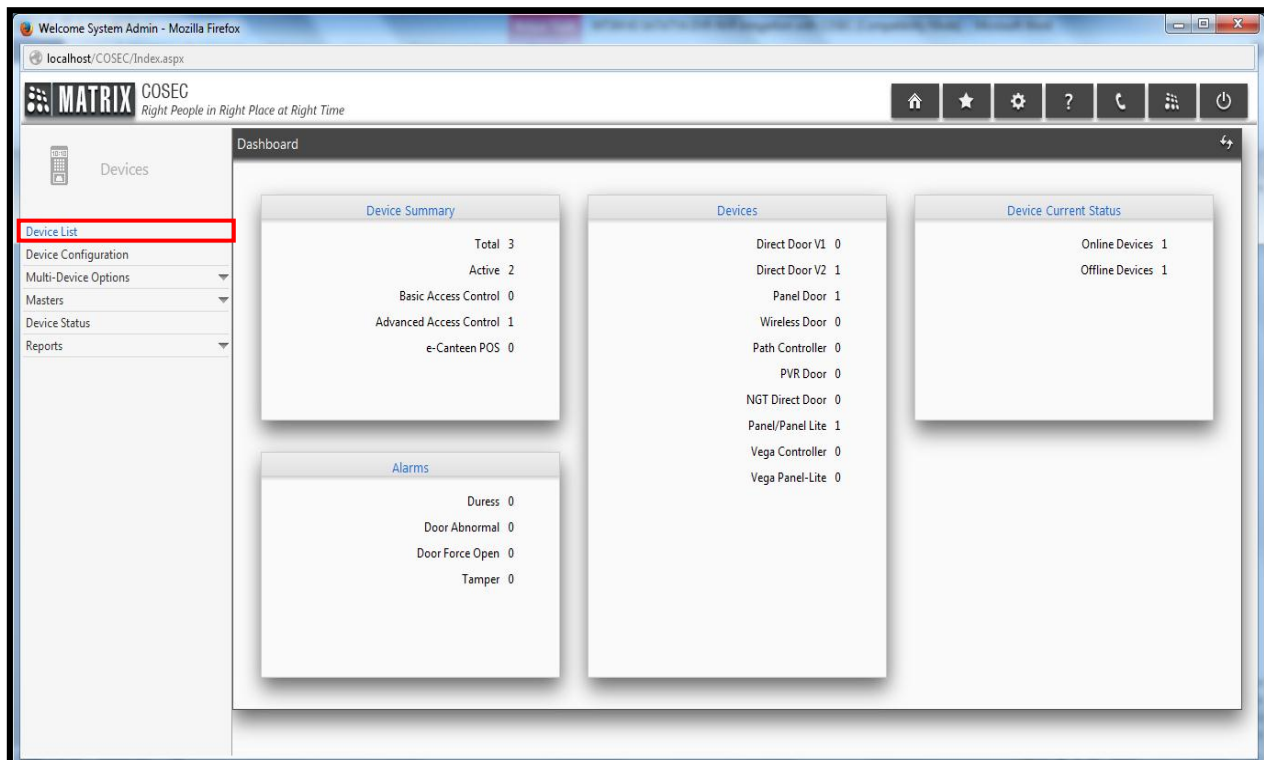 Welcome System Admin - Mozilla Firefox
localhost/COSEC/Index.aspx
MATRIX
COSEC
Right People in Right Place at Right Time
?
Devices
Device List
Device Configuration
Multi-Device Options
Masters
Device Status
Reports
Dashboard
Device Summary
Total 3
Active 2
Basic Access Control 0
Advanced Access Control 1
e-Canteen POS 0
Alarms
Duress 0
Door Abnormal 0
Door Force Open 0
Tamper 0
Devices
Direct Door V1 0
Direct Door V2 1
Panel Door 1
Wireless Door 0
Path Controller 0
PVR Door 0
NGT Direct Door 0
Panel/Panel Lite 1
Vega Controller 0
Vega Panel-Lite 0
Device Current Status
Online Devices 1
Offline Devices 1